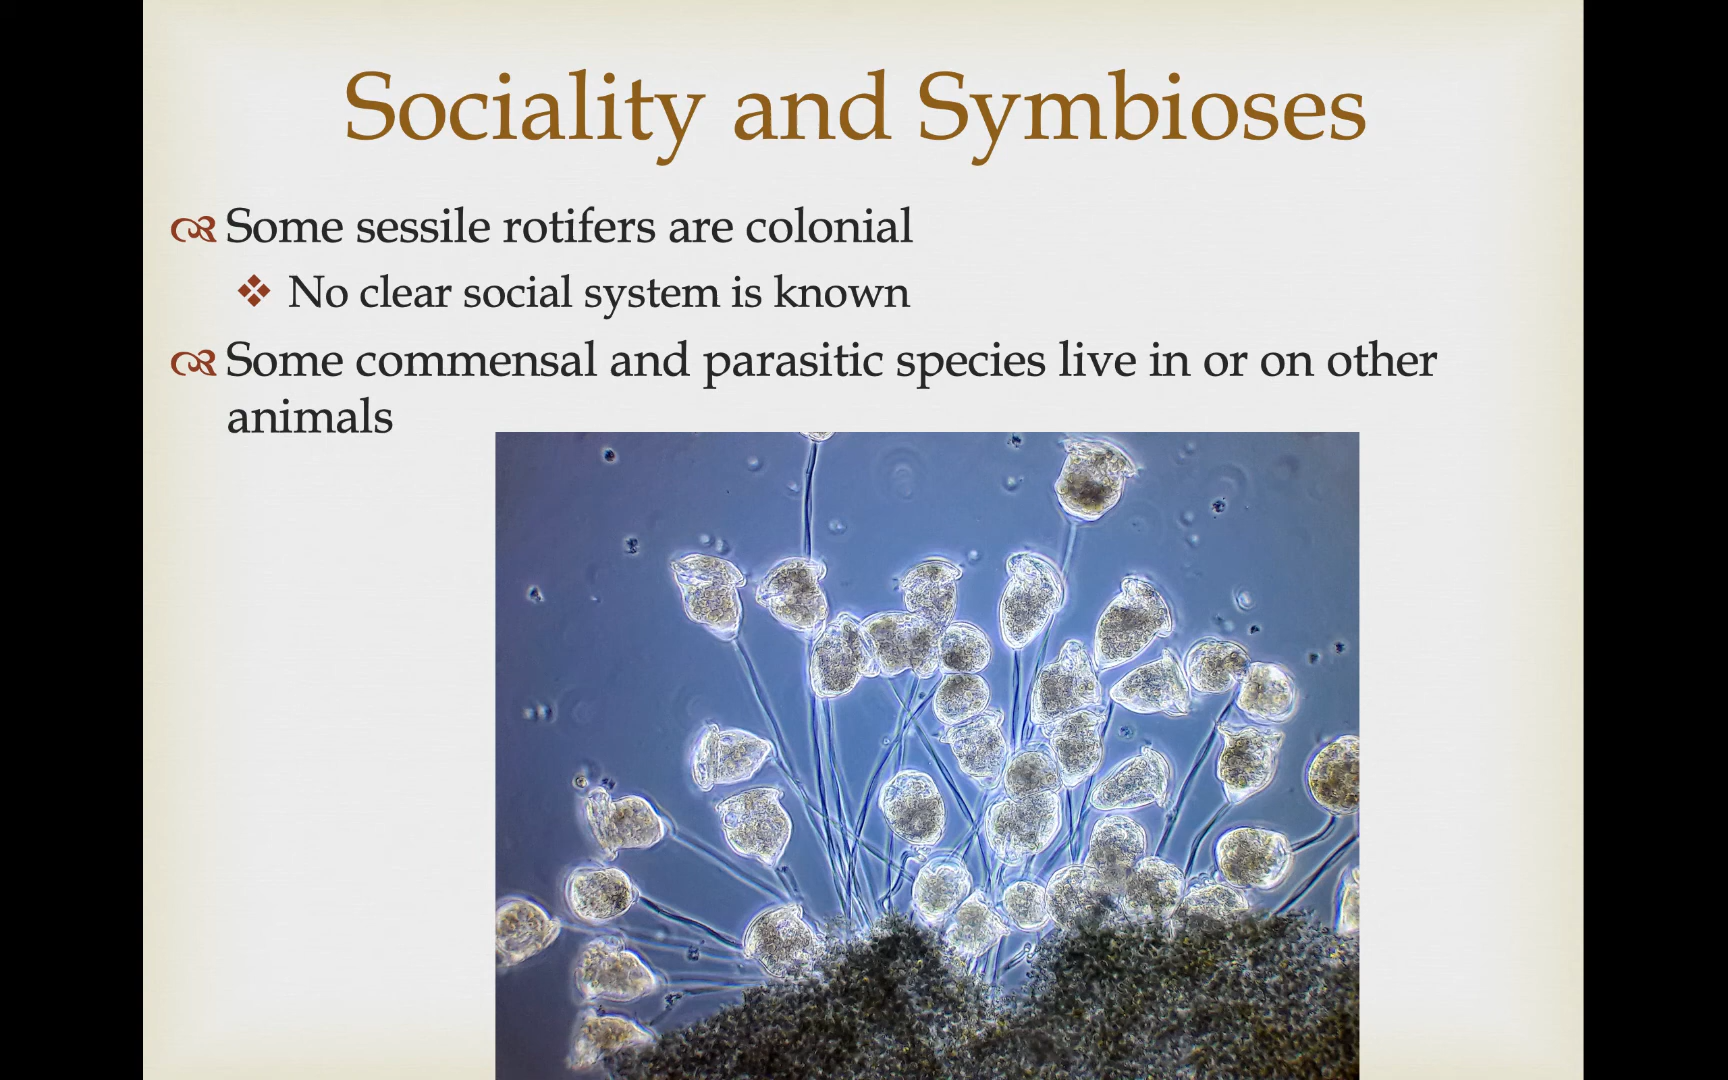 Sociality and Symbioses
Some sessile rotifers are colonial
No clear social system is known
Some commensal and parasitic species live in or on other
animals